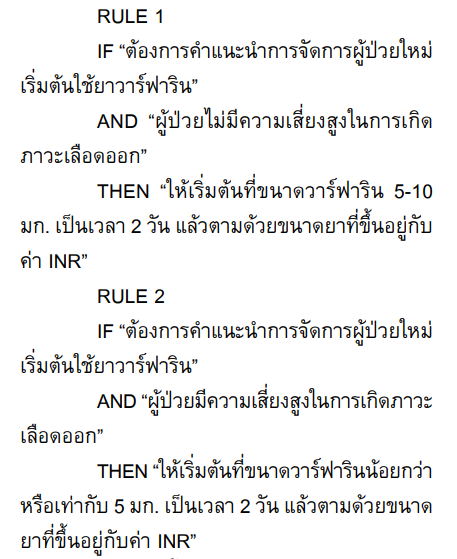 RULE 1
IF “ต้องการคำแนะนำการจัดการผู้ป่วยใหม่
เริ่มต้นใช้ยาวาร์ฟาริน”
AND “ผู้ป่วยไม่มีความเสี่ยงสูงในการเกิด
ภาวะเลือดออก”
THEN “ให้เริ่มต้นที่ขนาดวาร์ฟาริน 5-10
มก. เป็นเวลา 2 วัน แล้วตามด้วยขนาดยาที่ขึ้นอยู่กับ
ค่า INR”
RULE 2
IF “ต้องการคำแนะนำการจัดการผู้ป่วยใหม่
เริ่มต้นใช้ยาวาร์ฟาริน”
AND “ผู้ป่วยมีความเสี่ยงสูงในการเกิดภาวะ
เลือดออก”
THEN “ให้เริ่มต้นที่ขนาดวาร์ฟารินน้อยกว่า
หรือเท่ากับ 5 มก. เป็นเวลา 2 วัน แล้วตามด้วยขนาด
ยาที่ขึ้นอยู่กับค่า INR”